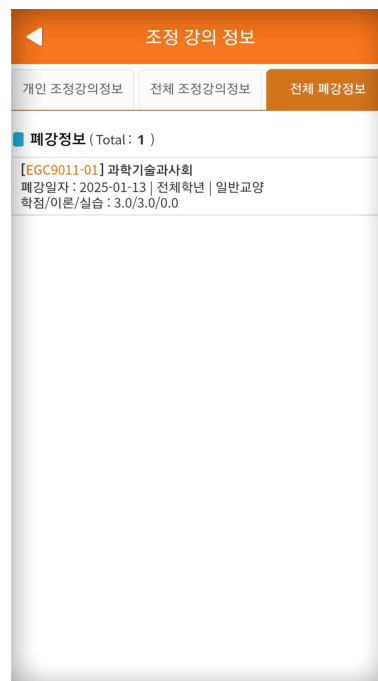 조정 강의 정보
개인 조정강의정보 전체 조정강의정보 전체 폐강정보
폐강정보 (Total : 1 )
[EGC9011-01] 과학기술과사회
폐강일자 : 2025-01-13 | 전체학년 | 일반교양
학점/이론/실습 : 3.0/3.0/0.0